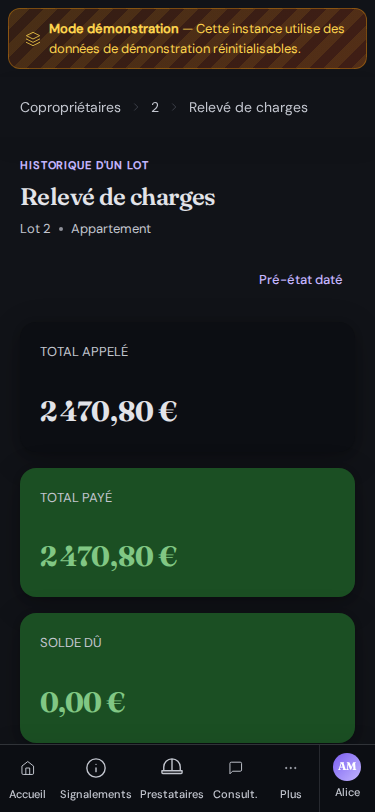 Mode démonstration — Cette instance utilise des
données de démonstration réinitialisables.
Copropriétaires > 2 > Relevé de charges
HISTORIQUE D'UN LOT
Relevé de charges
Lot 2 • Appartement
Pré-état daté
TOTAL APPELÉ
2 470,80 €
TOTAL PAYÉ
2 470,80 €
SOLDE DÛ
0,00 €
AM
Accueil Signalements Prestataires Consult. Plus Alice